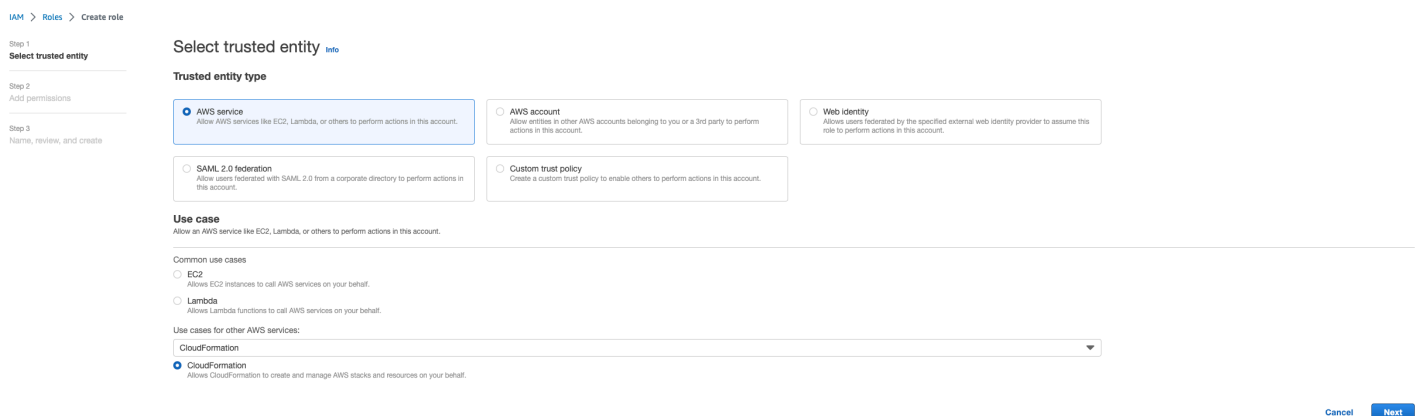 IAM > Roles > Create role
Step 1
Select trusted entity
Step 2
Add permissions
Step 3
Name, review, and create
Select trusted entity Info
Trusted entity type
AWS service
Allow AWS services like EC2, Lambda, or others to perform actions in this account.
AWS account
Allow entities in other AWS accounts belonging to you or a 3rd party to perform
actions in this account.
Web identity
Allows users federated by the specified external web identity provider to assume this
role to perform actions in this account.
SAML 2.0 federation
Allow users federated with SAML 2.0 from a corporate directory to perform actions in
this account.
Custom trust policy
Create a custom trust policy to enable others to perform actions in this account.
Use case
Allow an AWS service like EC2, Lambda, or others to perform actions in this account.
Common use cases
EC2
Allows EC2 instances to call AWS services on your behalf.
Lambda
Allows Lambda functions to call AWS services on your behalf.
Use cases for other AWS services:
CloudFormation
CloudFormation
Allows CloudFormation to create and manage AWS stacks and resources on your behalf.
Cancel Next